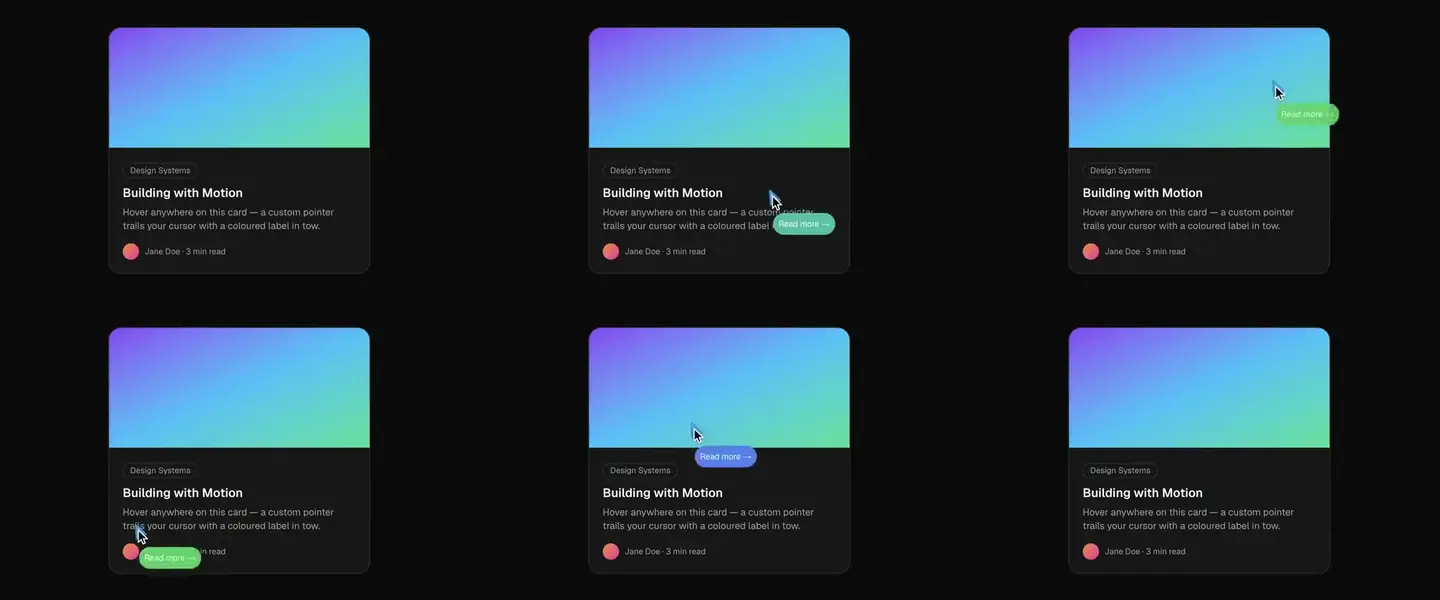 Design Systems
Building with Motion
Hover anywhere on this card — a custom pointer
trails your cursor with a coloured label in tow.
Jane Doe · 3 min read
Design Systems
Building with Motion
Hover anywhere on this card — a custom pointer
trails your cursor with a coloured label
Read more →
Jane Doe · 3 min read
Read more →
Design Systems
Building with Motion
Hover anywhere on this card — a custom pointer
trails your cursor with a coloured label in tow.
Jane Doe · 3 min read
Design Systems
Building with Motion
Hover anywhere on this card — a custom pointer
trails your cursor with a coloured label in tow.
in read
Read more →
Read more →
Design Systems
Building with Motion
Hover anywhere on this card — a custom pointer
trails your cursor with a coloured label in tow.
Jane Doe · 3 min read
Design Systems
Building with Motion
Hover anywhere on this card — a custom pointer
trails your cursor with a coloured label in tow.
Jane Doe · 3 min read